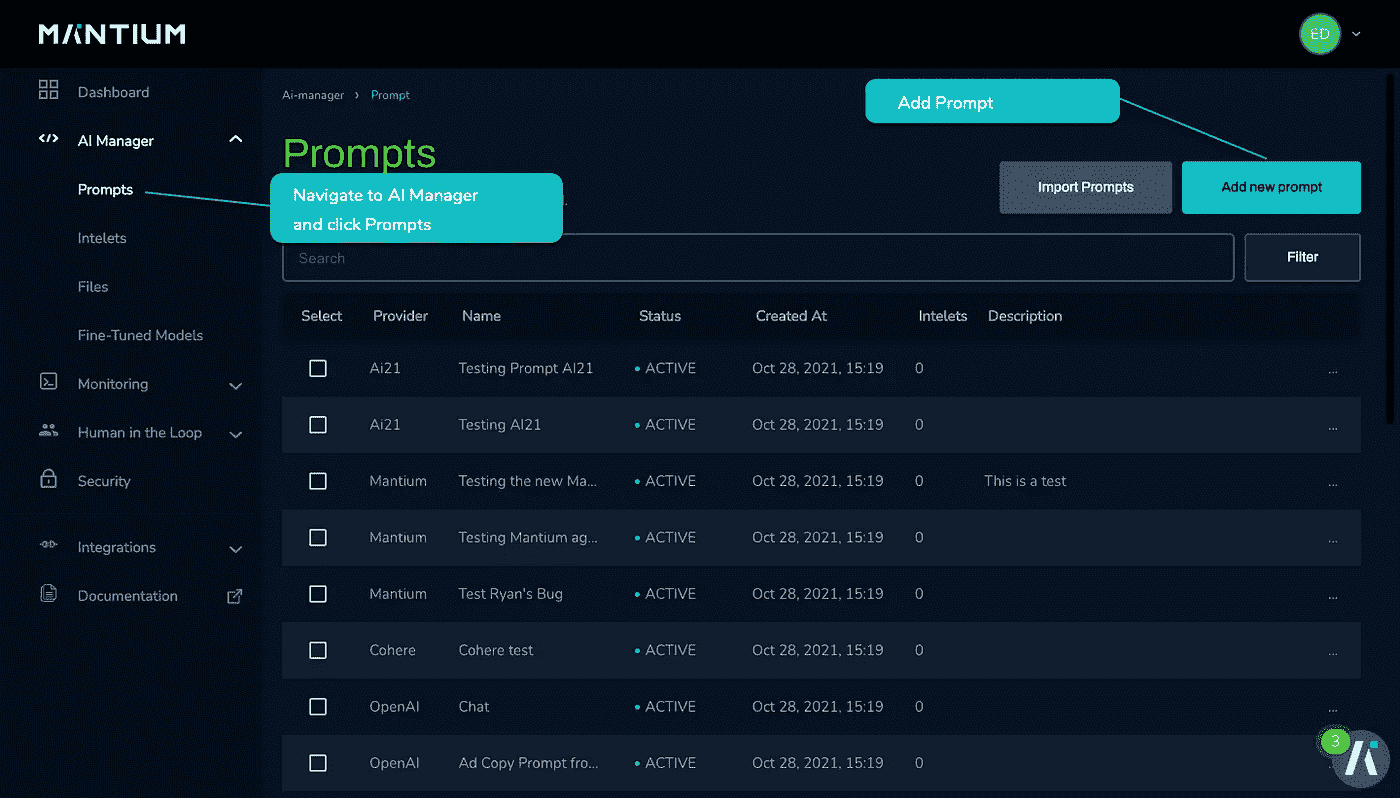 MANTIUM
ED
Dashboard
AI Manager
Prompts
Intelets
Files
Fine-Tuned Models
Monitoring
Human in the Loop
Security
Integrations
Documentation
Ai-manager › Prompt
Add Prompt
Prompts
Navigate to AI Manager
and click Prompts
Import Prompts
Add new prompt
Search
Filter
Select Provider Name Status Created At Intelets Description
Ai21 Testing Prompt AI21 • ACTIVE Oct 28, 2021, 15:19 0 ...
Ai21 Testing AI21 • ACTIVE Oct 28, 2021, 15:19 0 ...
Mantium Testing the new Ma... • ACTIVE Oct 28, 2021, 15:19 0 This is a test ...
Mantium Testing Mantium ag... • ACTIVE Oct 28, 2021, 15:19 0 ...
Mantium Test Ryan's Bug • ACTIVE Oct 28, 2021, 15:19 0 ...
Cohere Cohere test • ACTIVE Oct 28, 2021, 15:19 0 ...
OpenAI Chat • ACTIVE Oct 28, 2021, 15:19 0 ...
OpenAI Ad Copy Prompt fro... • ACTIVE Oct 28, 2021, 15:19 0
3